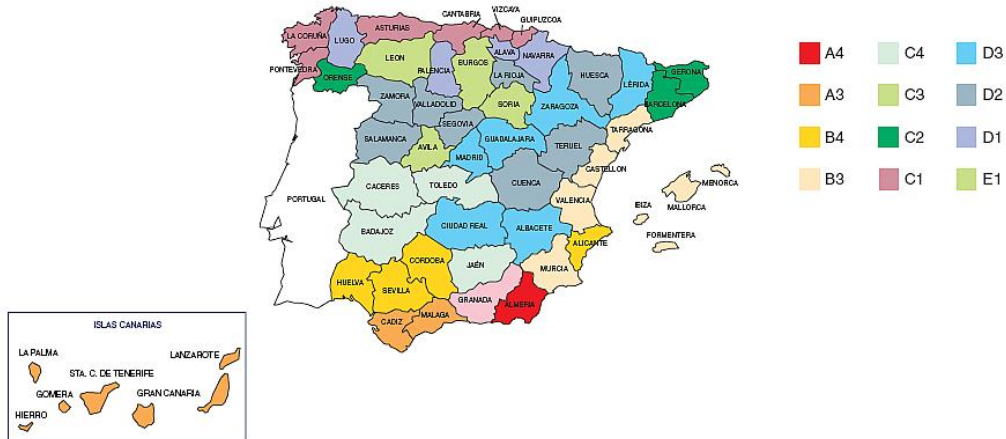 CANTABRIA
VIZCAYA
GUIPUZCOA
LA CORUÑA
LUGO
ASTURIAS
ALAVA
NAVARRA
PONTEVEDRA
ORENSE
LEON
PALENCIA
BURGOS
LA RIOJA
HUESCA
LÉRIDA
GERONA
BARCELONA
ZAMORA
VALLADOLID
SORIA
ZARAGOZA
TARRAGONA
SEGOVIA
SALAMANCA
AVILA
MADRID
GUADALAJARA
TERUEL
CASTELLON
PORTUGAL
CACERES
TOLEDO
CUENCA
VALENCIA
MENORCA
MALLORCA
IBIZA
FORMENTERA
BADAJOZ
CIUDAD REAL
ALBACETE
ALICANTE
HUELVA
SEVILLA
CORDOBA
JAÉN
MURCIA
GRANADA
ALMERIA
CADIZ
MALAGA
A4
C4
D3
A3
C3
D2
B4
C2
D1
B3
C1
E1
ISLAS CANARIAS
LA PALMA
LANZAROTE
STA. C. DE TENERIFE
GOMERA
GRAN CANARIA
HIERRO